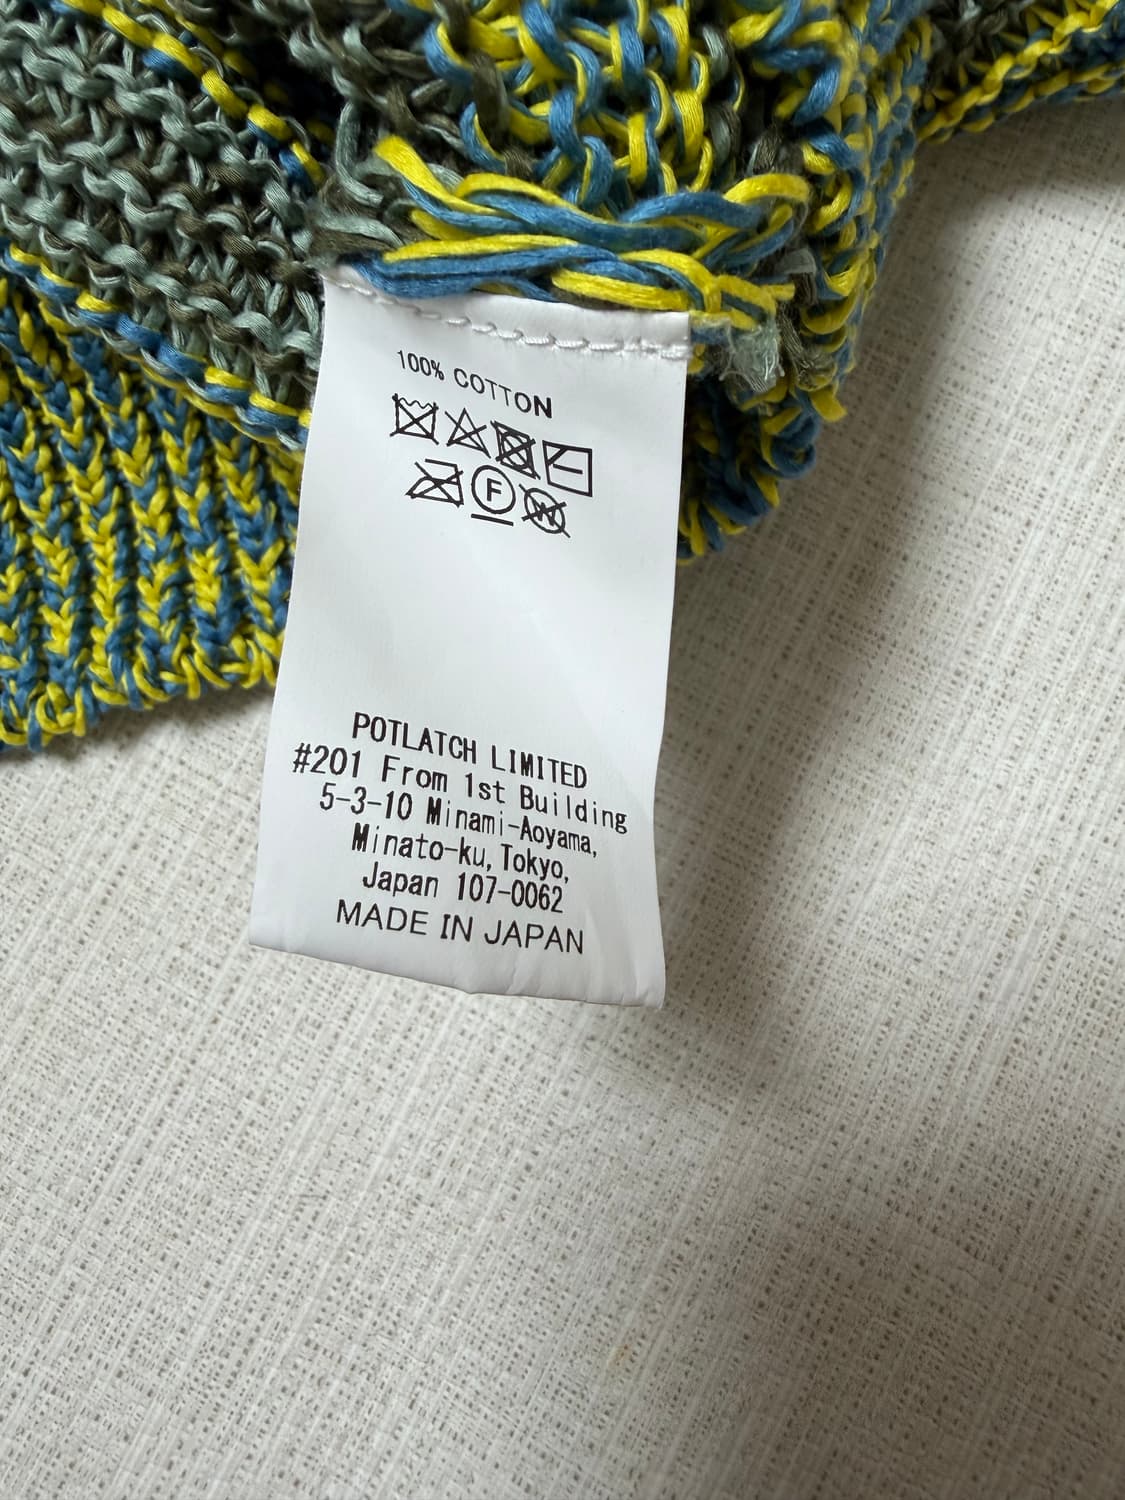 100% COTTON
F
W
POTLATCH LIMITED
#201 From 1st Building
5-3-10 Minami-Aoyama,
Minato-ku, Tokyo,
Japan 107-0062
MADE IN JAPAN